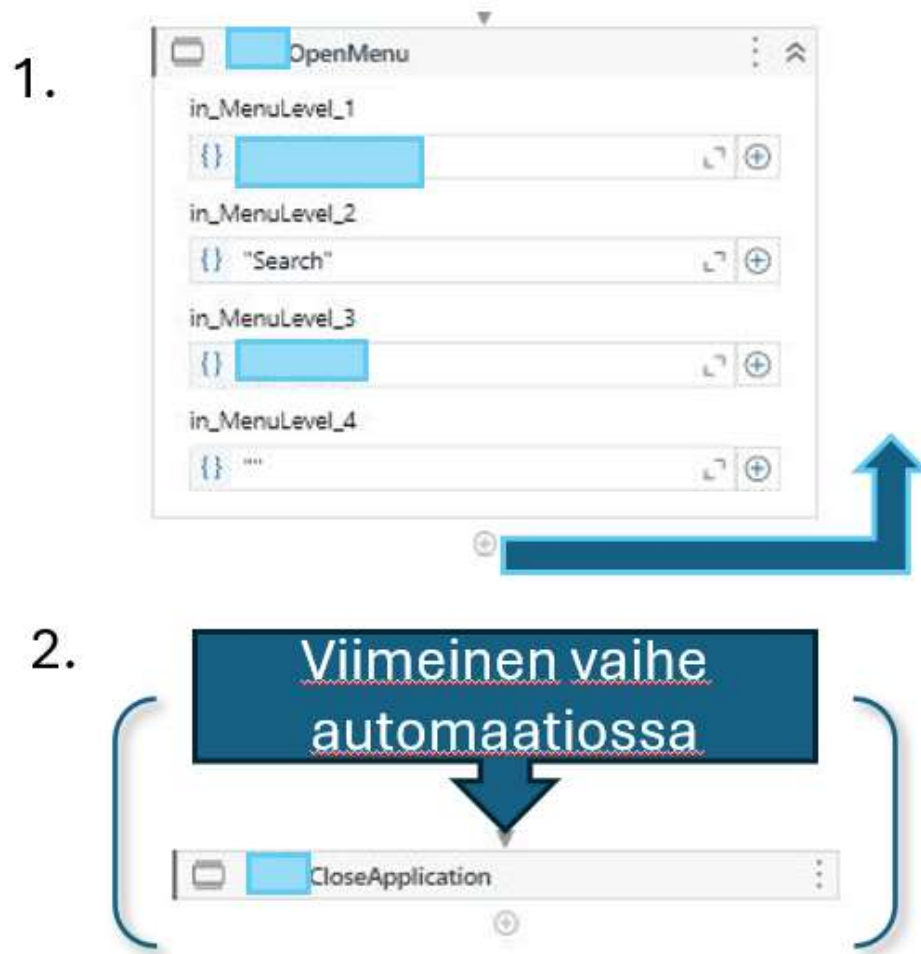 1.
OpenMenu
in_MenuLevel_1
{}
in_MenuLevel_2
{} "Search"
in_MenuLevel_3
{}
in_MenuLevel_4
{} ""
2.
Viimeinen vaihe
automaatiossa
CloseApplication